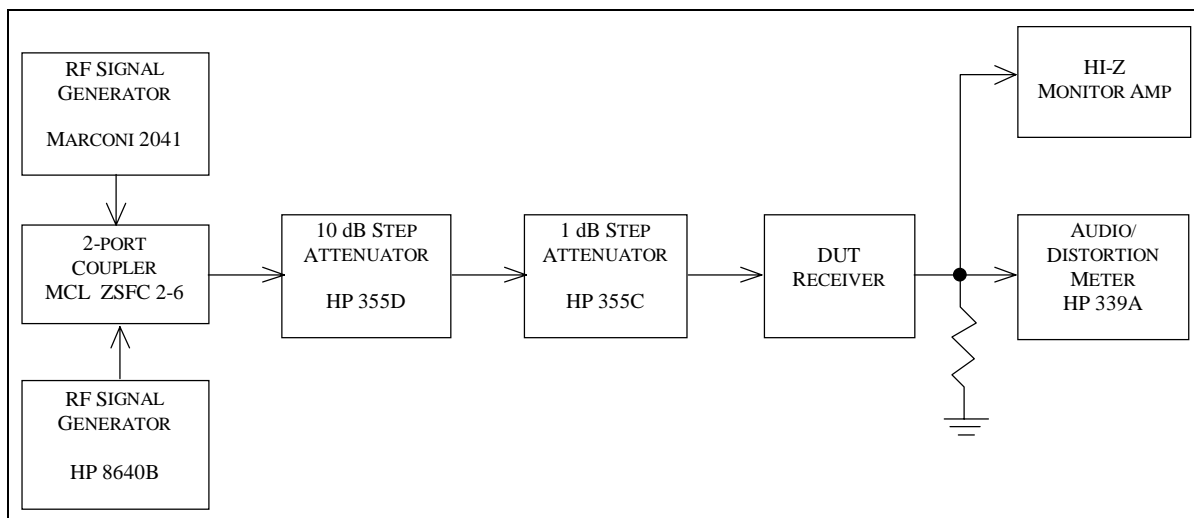 RF SIGNAL
GENERATOR
MARCONI 2041
2-PORT
COUPLER
MCL ZSFC 2-6
RF SIGNAL
GENERATOR
HP 8640B
10 dB STEP
ATTENUATOR
HP 355D
1 dB STEP
ATTENUATOR
HP 355C
DUT
RECEIVER
HI-Z
MONITOR AMP
AUDIO/
DISTORTION
METER
HP 339A